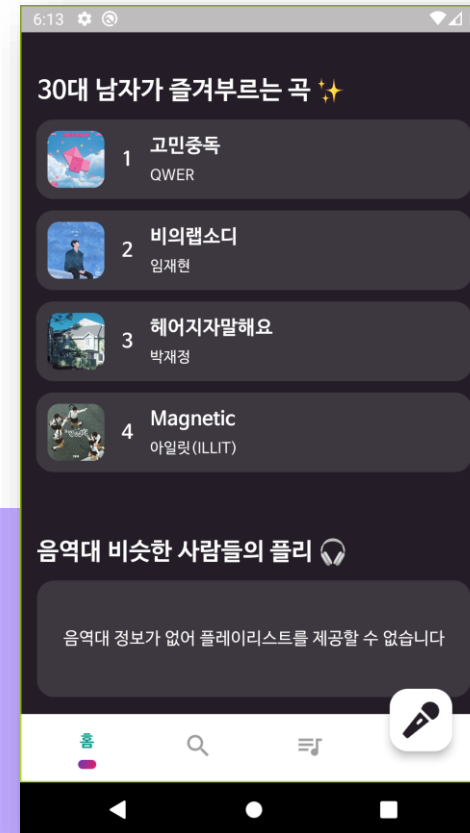 6:13
30대 남자가 즐겨부르는 곡 ✨
1
고민중독
QWER
2
비의랩소디
임재현
3
헤어지자말해요
박재정
4
Magnetic
아일릿(ILLIT)
음역대 비슷한 사람들의 플리 🎧
음역대 정보가 없어 플레이리스트를 제공할 수 없습니다
홈